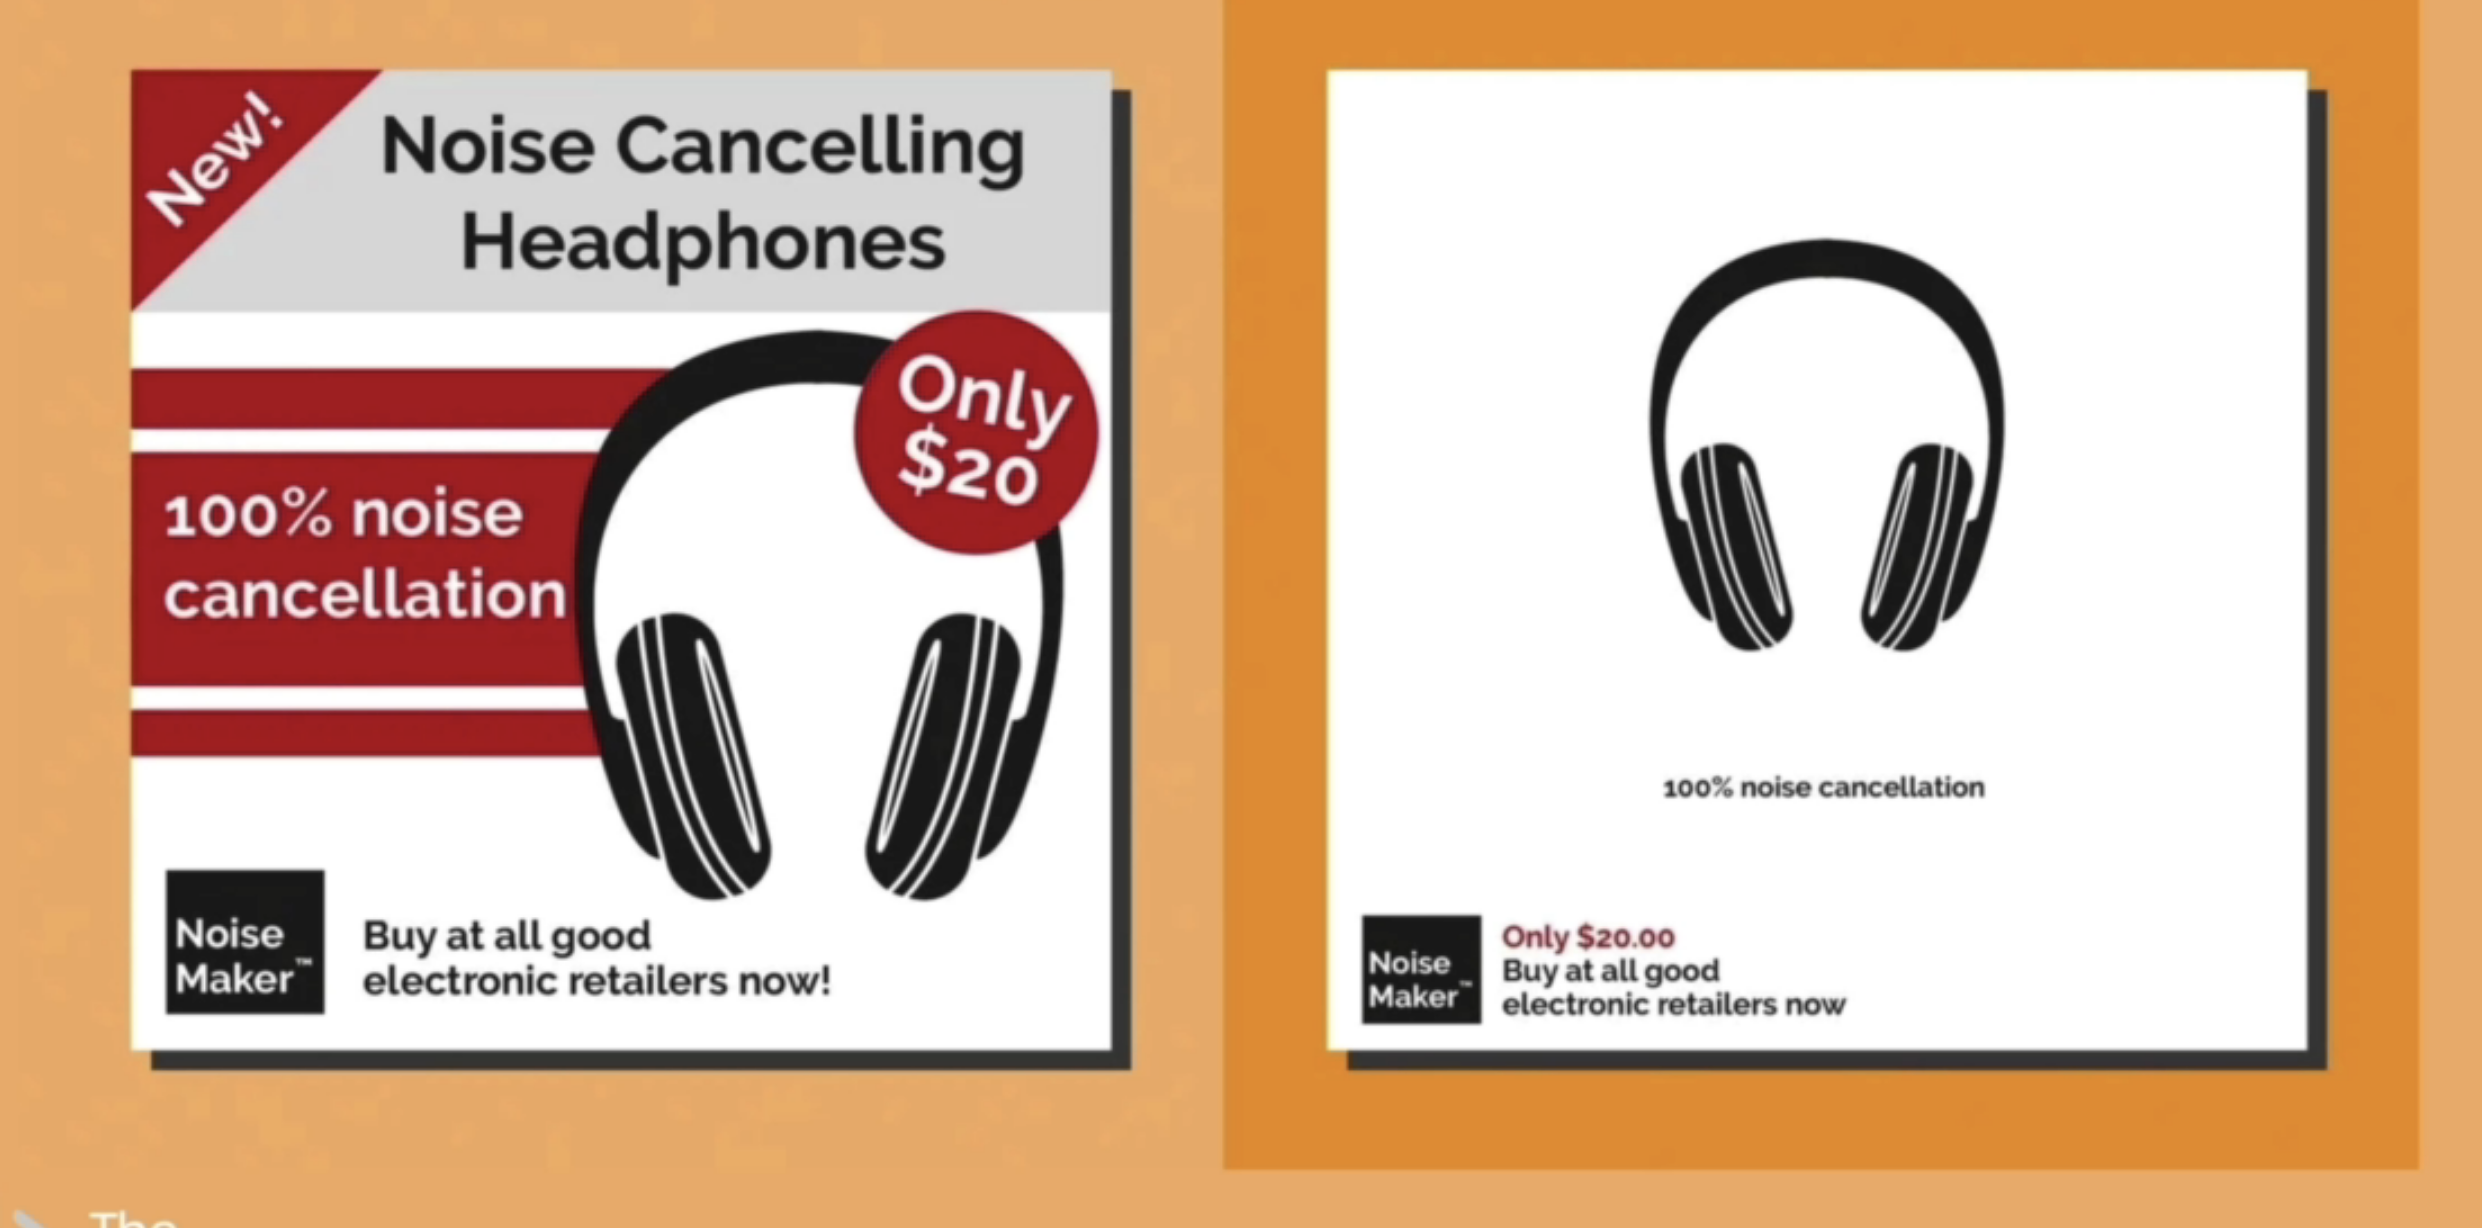 New!
Noise Cancelling
Headphones
Only
$20
100% noise
cancellation
Noise
Maker™
Buy at all good
electronic retailers now!
100% noise cancellation
Noise
Maker™
Only $20.00
Buy at all good
electronic retailers now
The